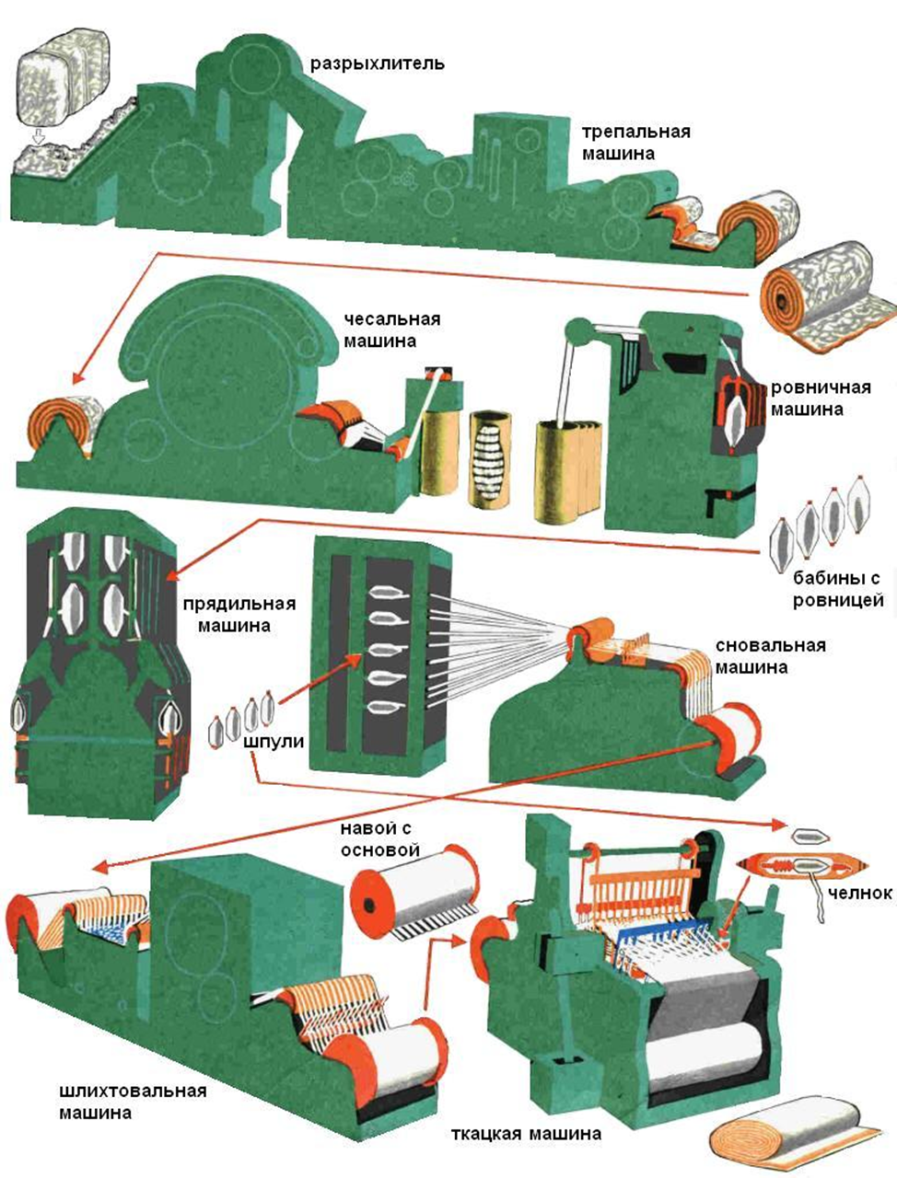 разрыхлитель
трепальная
машина
чесальная
машина
ровничная
машина
бабины с
ровницей
прядильная
машина
сновальная
машина
шпули
навой с
основой
челнок
шлихтовальная
машина
ткацкая машина